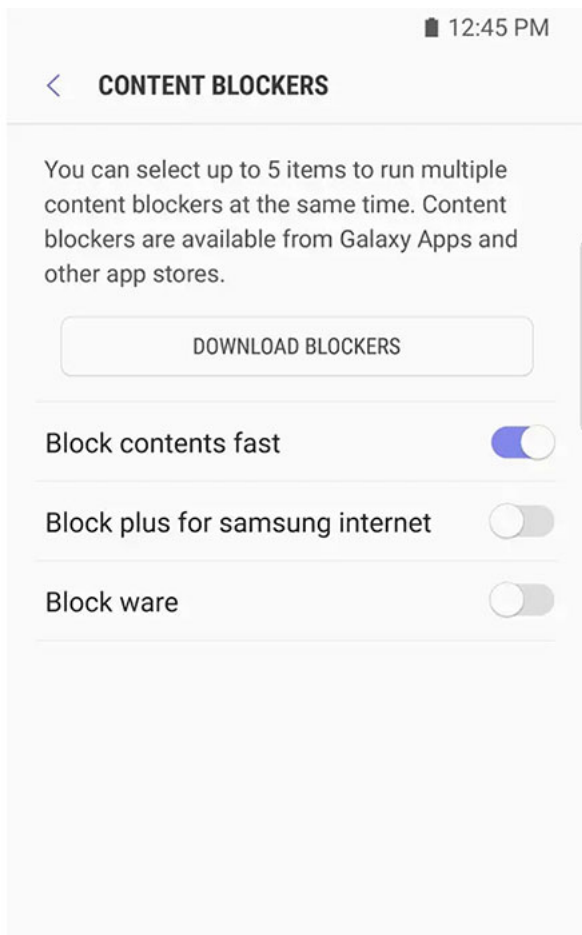 12:45 PM
CONTENT BLOCKERS
You can select up to 5 items to run multiple
content blockers at the same time. Content
blockers are available from Galaxy Apps and
other app stores.
DOWNLOAD BLOCKERS
Block contents fast
Block plus for samsung internet
Block ware